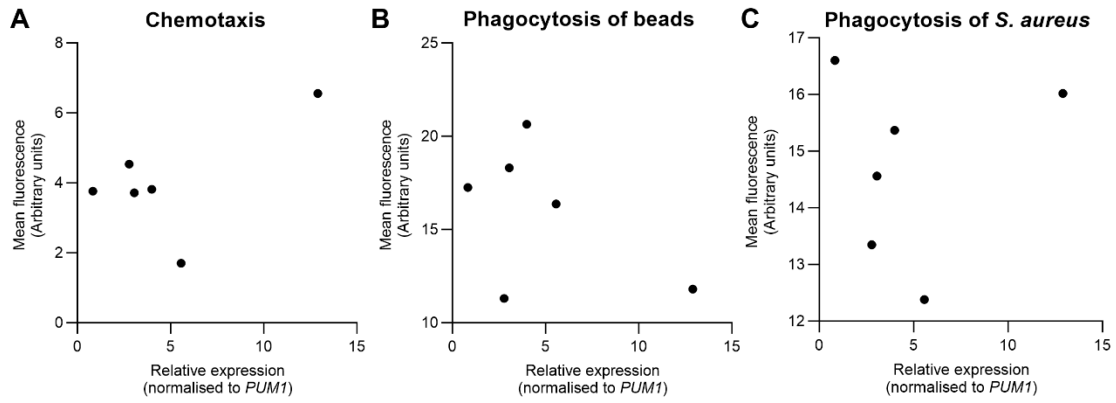 A
Chemotaxis
8
6
4
2
0
0
5
10
15
Mean fluorescence
(Arbitrary units)
Relative expression
(normalised to PUM1)
B
Phagocytosis of beads
25
20
15
10
0
5
10
15
Mean fluorescence
(Arbitrary units)
Relative expression
(normalised to PUM1)
C
Phagocytosis of S. aureus
17
16
15
14
13
12
0
5
10
15
Mean fluorescence
(Arbitrary units)
Relative expression
(normalised to PUM1)